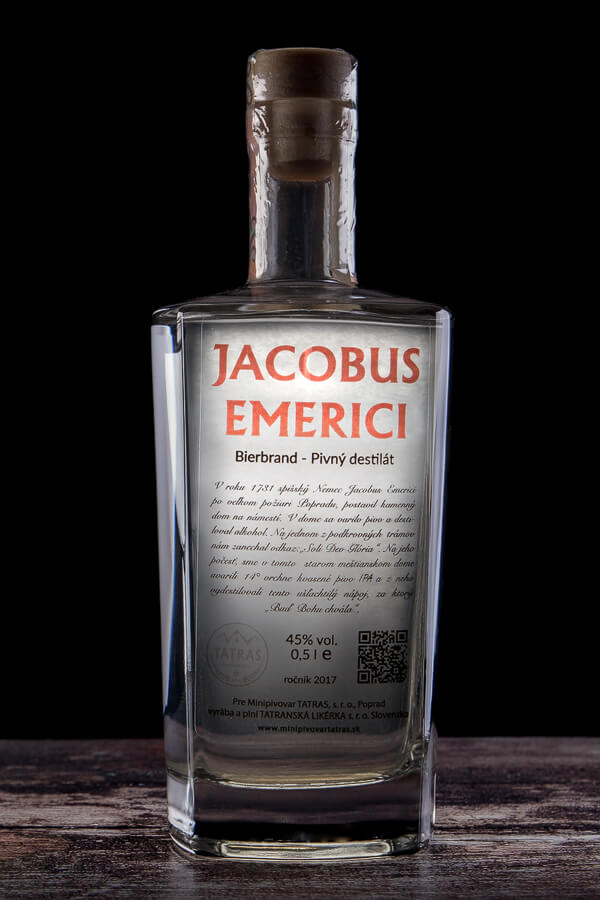 JACOBUS
EMERICI
Bierbrand - Pivný destilát
V roku 1731 spišský Nemec Jacobus Emerici
po veľkom požiari Popradu, postavil kamenný
dom na námestí. V dome sa varilo pivo a desti-
loval alkohol. Na jednom z podkrovných trámov
nám zanechal odkaz: „Soli Deo Glória“. Na jeho
počesť, sme v tomto starom meštianskom dome
uvarili 14° vrchne kvasené pivo IPA a z neho
vydestilovali tento ušlachtilý nápoj, za ktorý
„Buď Bohu chvála“.
TATRAS
45% vol.
0,5 l e
ročník 2017
Pre Minipivovar TATRAS, s. r. o., Poprad
vyrába a plní TATRANSKÁ LIKÉRKA s. r. o. Slovensko
www.minipivovartatras.sk